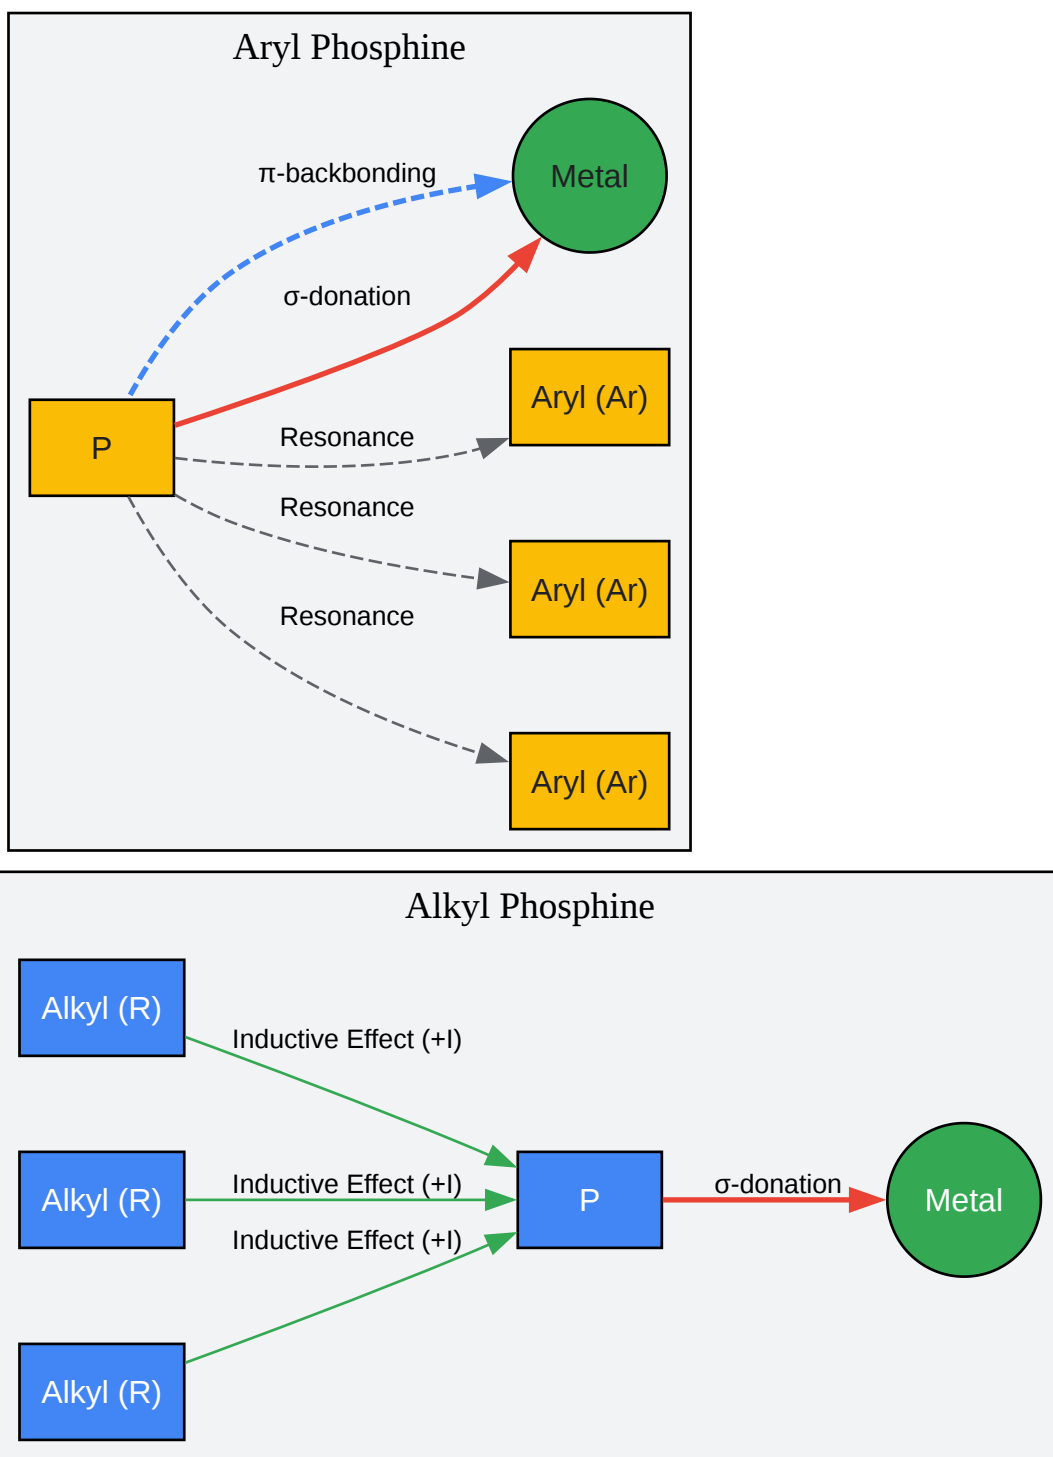 Aryl Phosphine
π-backbonding
Metal
σ-donation
Aryl (Ar)
P
Resonance
Resonance
Aryl (Ar)
Resonance
Aryl (Ar)
Alkyl Phosphine
Alkyl (R)
Inductive Effect (+I)
Inductive Effect (+I)
σ-donation
Alkyl (R)
P
Metal
Inductive Effect (+I)
Alkyl (R)